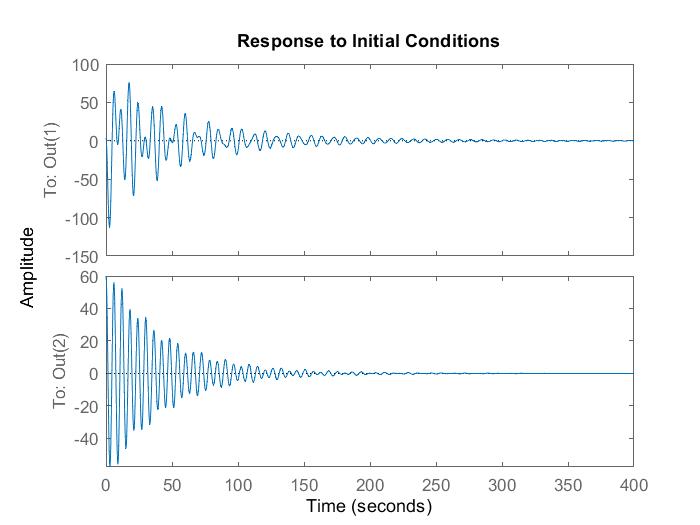 Response to Initial Conditions
Amplitude
To: Out(1)
100
50
0
-50
-100
-150
To: Out(2)
60
40
20
0
-20
-40
0 50 100 150 200 250 300 350 400
Time (seconds)